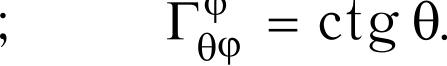 ; Γ^φ_θφ = ctg θ.